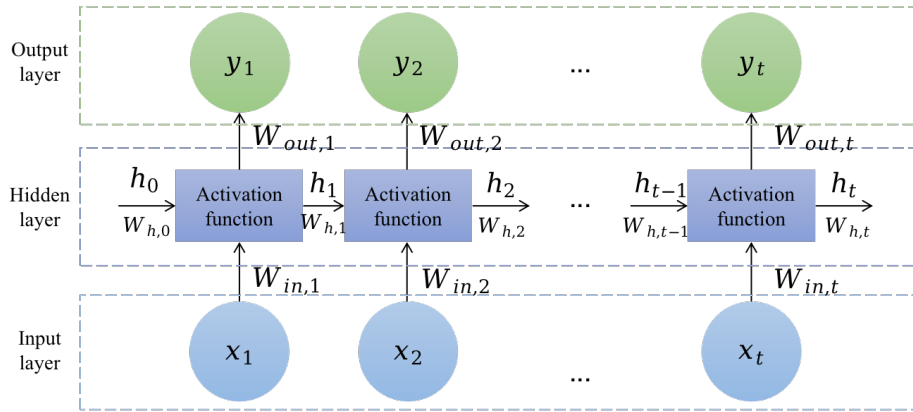 Output
layer
y1
y2
...
yt
Wout,1
Wout,2
Wout,t
Hidden
layer
h0
Wh,0
Activation
function
h1
Wh,1
Activation
function
h2
Wh,2
...
ht−1
Wh,t−1
Activation
function
ht
Wh,t
Win,1
Win,2
Win,t
Input
layer
x1
x2
...
xt